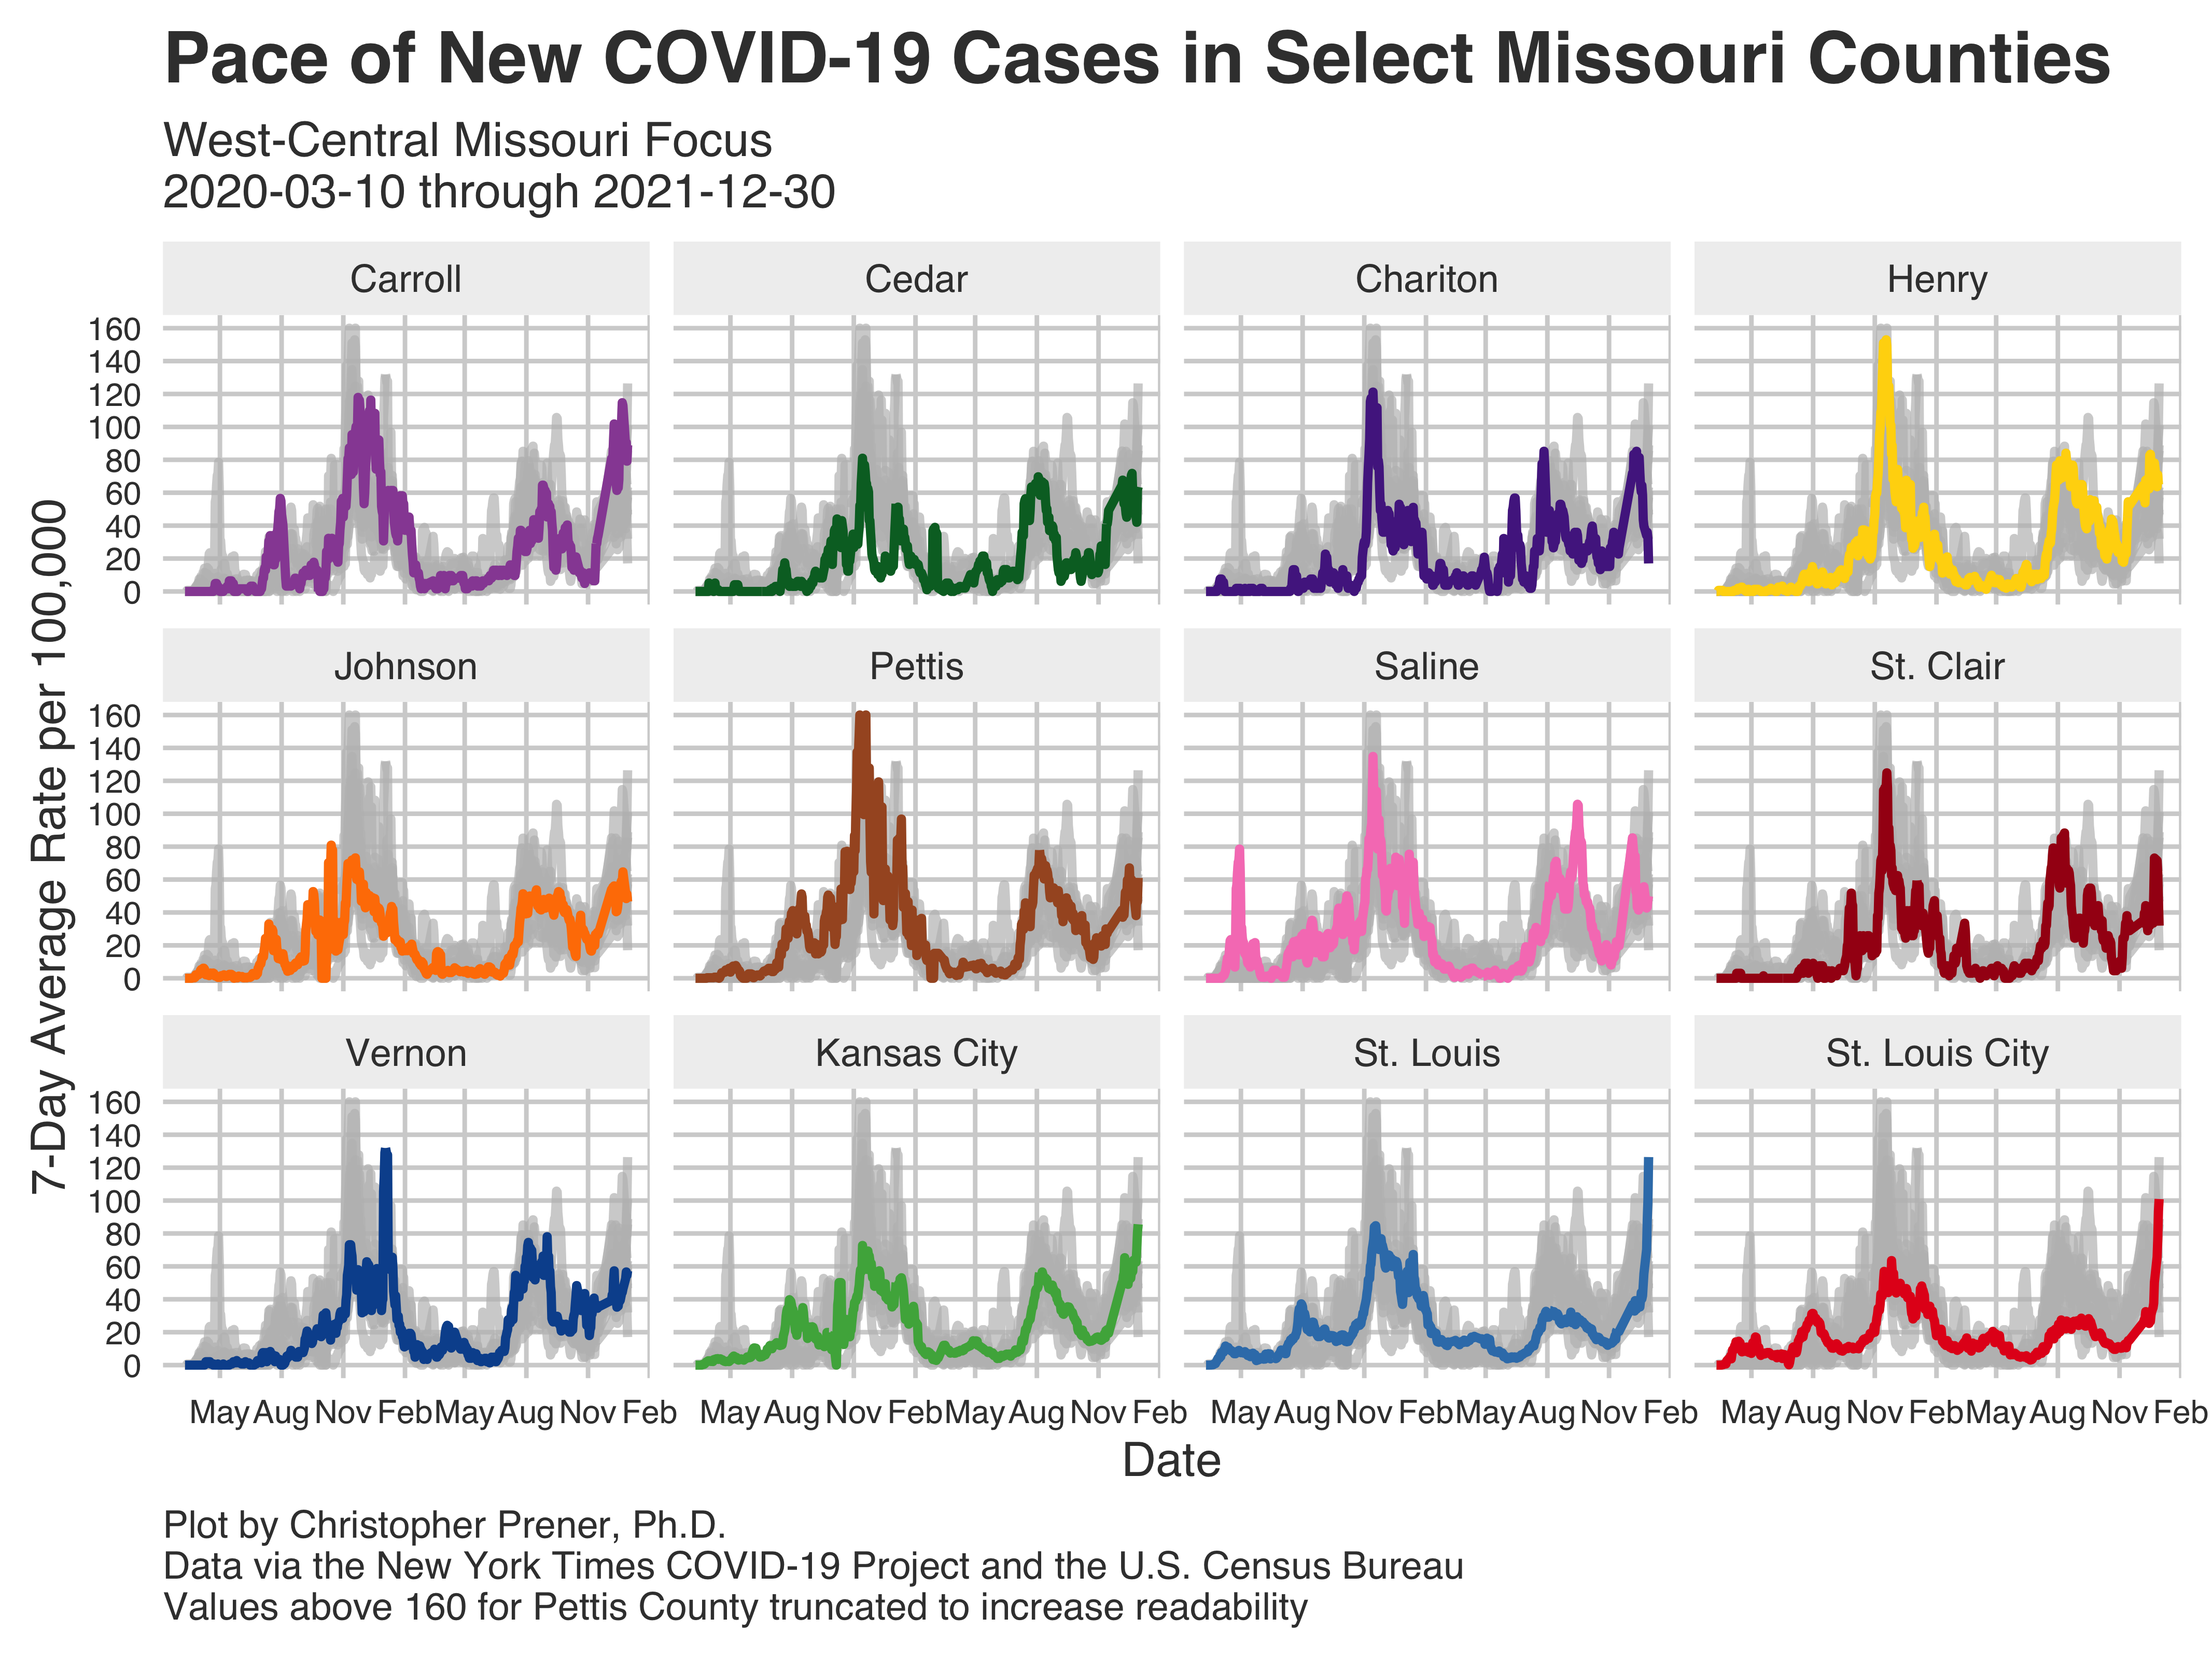 Pace of New COVID-19 Cases in Select Missouri Counties
West-Central Missouri Focus
2020-03-10 through 2021-12-30
Carroll
Cedar
Chariton
Henry
160
140
120
100
80
60
40
20
0
Johnson
Pettis
Saline
St. Clair
160
140
120
100
80
60
40
20
0
Vernon
Kansas City
St. Louis
St. Louis City
160
140
120
100
80
60
40
20
0
7-Day Average Rate per 100,000
May Aug Nov Feb May Aug Nov Feb
May Aug Nov Feb May Aug Nov Feb
May Aug Nov Feb May Aug Nov Feb
May Aug Nov Feb May Aug Nov Feb
Date
Plot by Christopher Prener, Ph.D.
Data via the New York Times COVID-19 Project and the U.S. Census Bureau
Values above 160 for Pettis County truncated to increase readability